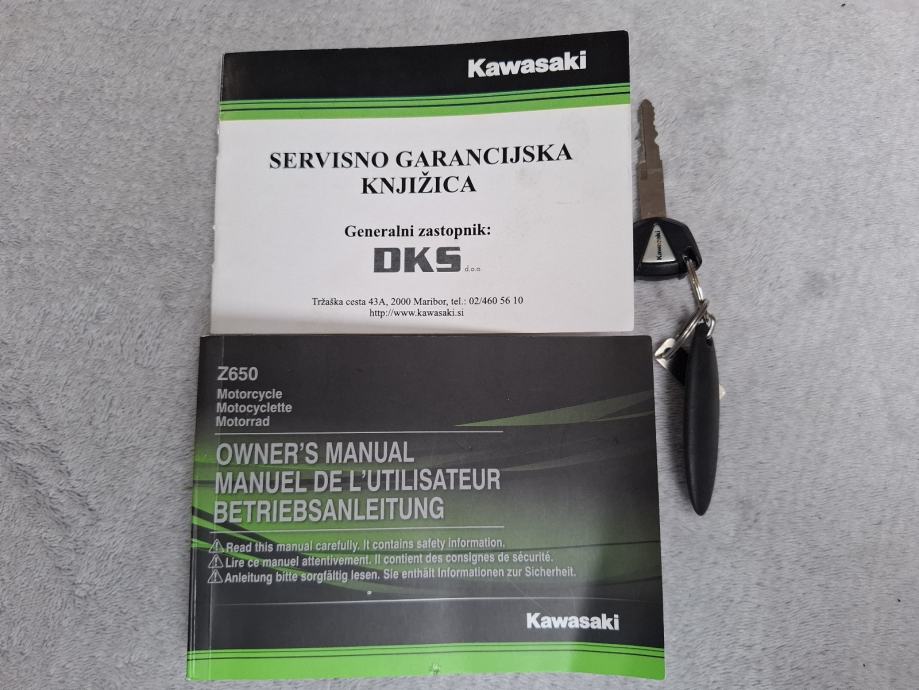 Kawasaki
SERVISNO GARANCIJSKA
KNJIŽICA
Generalni zastopnik:
DKS d.o.o.
Tržaška cesta 43A, 2000 Maribor, tel.: 02/460 56 10
http://www.kawasaki.si
Kawasaki
Z650
Motorcycle
Motocyclette
Motorrad
OWNER'S MANUAL
MANUEL DE L'UTILISATEUR
BETRIEBSANLEITUNG
Read this manual carefully. It contains safety information.
Lire ce manuel attentivement. Il contient des consignes de sécurité.
Anleitung bitte sorgfältig lesen. Sie enthält Informationen zur Sicherheit.
Kawasaki